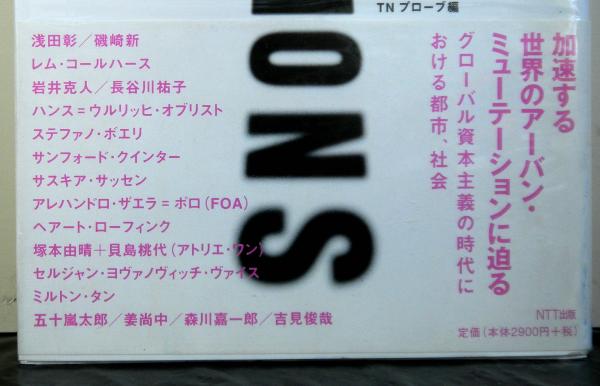 TN プローブ編
加速する
世界のアーバン・
ミューテーションに迫る
グローバル資本主義の時代に
おける都市、社会
浅田彰／磯崎新
レム・コールハース
岩井克人／長谷川祐子
ハンス＝ウルリッヒ・オブリスト
ステファノ・ボエリ
サンフォード・クインター
サスキア・サッセン
アレハンドロ・ザエラ＝ポロ（FOA）
ヘアート・ローフィンク
塚本由晴＋貝島桃代（アトリエ・ワン）
セルジャン・ヨヴァノヴィッチ・ヴァイス
ミルトン・タン
五十嵐太郎／姜尚中／森川嘉一郎／吉見俊哉
ONS
NTT出版
定価（本体2900円＋税）